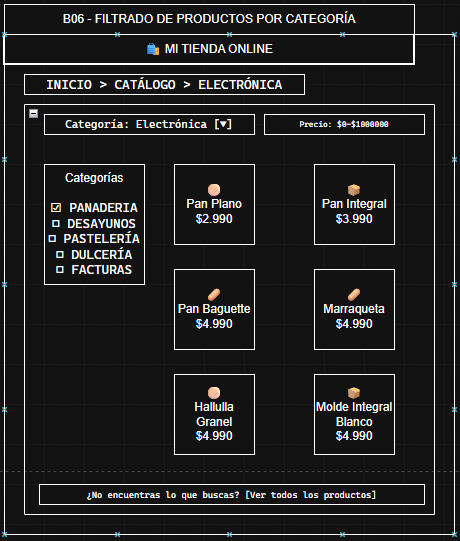 B06 - FILTRADO DE PRODUCTOS POR CATEGORÍA
🛍️ MI TIENDA ONLINE
INICIO > CATÁLOGO > ELECTRÓNICA
Categoría: Electrónica [▼]
Precio: $0-$1000000
Categorías
☑ PANADERIA
□ DESAYUNOS
□ PASTELERÍA
□ DULCERÍA
□ FACTURAS
Pan Plano
$2.990
Pan Integral
$3.990
Pan Baguette
$4.990
Marraqueta
$4.990
Hallulla
Granel
$4.990
Molde Integral
Blanco
$4.990
¿No encuentras lo que buscas? [Ver todos los productos]